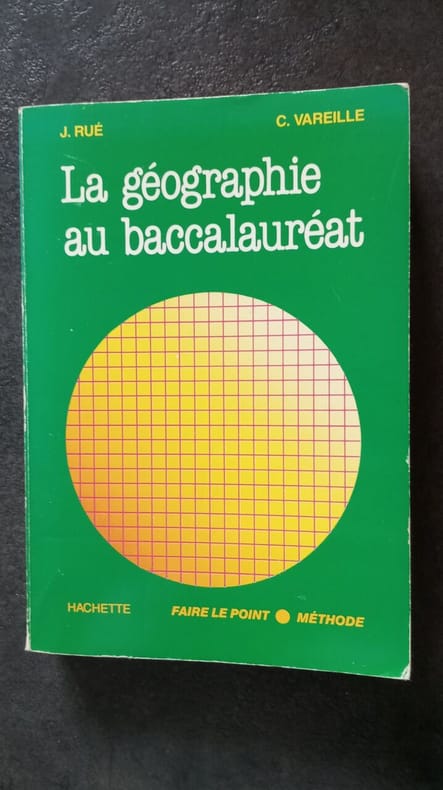 J. RUÉ
C. VAREILLE
La géographie
au baccalauréat
HACHETTE
FAIRE LE POINT
MÉTHODE